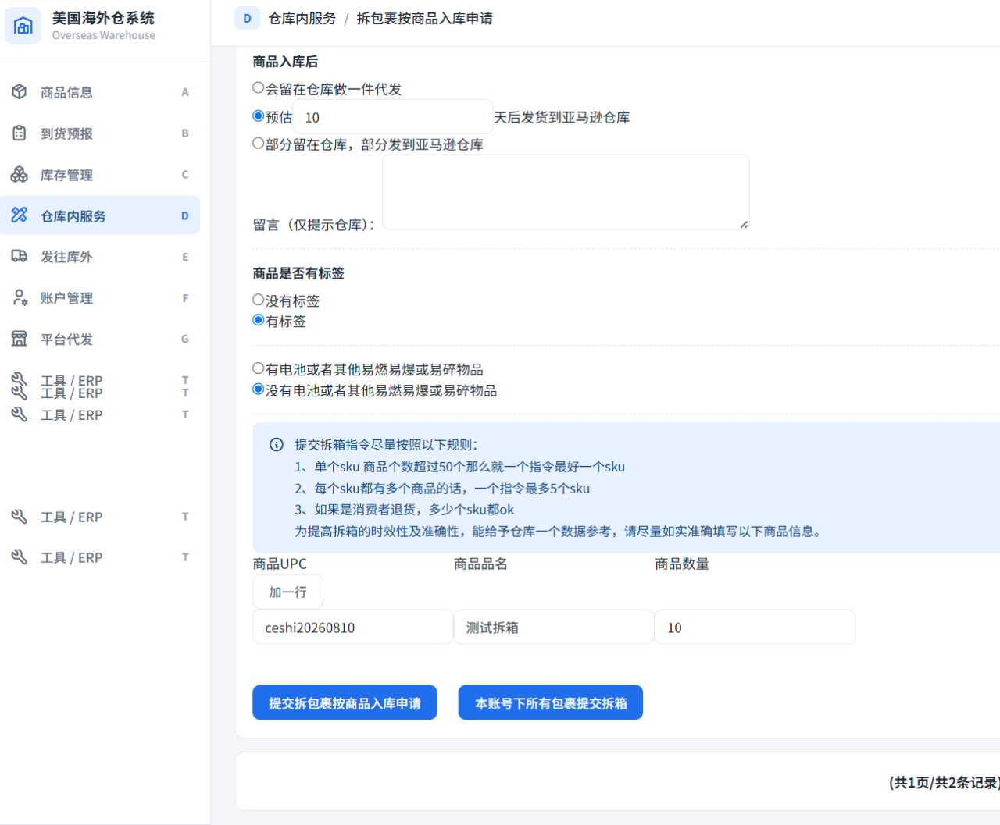 美国海外仓系统
Overseas Warehouse
商品信息 A
到货预报 B
库存管理 C
仓库内服务 D
发往库外 E
账户管理 F
平台代发 G
工具 / ERP T
工具 / ERP T
工具 / ERP T
工具 / ERP T
工具 / ERP T
D 仓库内服务 / 拆包裹按商品入库申请
商品入库后
会留在仓库做一件代发
预估 10 天后发货到亚马逊仓库
部分留在仓库，部分发到亚马逊仓库
留言（仅提示仓库）：
商品是否有标签
没有标签
有标签
有电池或者其他易燃易爆或易碎物品
没有电池或者其他易燃易爆或易碎物品
提交拆箱指令尽量按照以下规则：
1、单个sku 商品个数超过50个那么就一个指令最好一个sku
2、每个sku都有多个商品的话，一个指令最多5个sku
3、如果是消费者退货，多少个sku都ok
为提高拆箱的时效性及准确性，能给予仓库一个数据参考，请尽量如实准确填写以下商品信息。
商品UPC 商品品名 商品数量
加一行
ceshi20260810 测试拆箱 10
提交拆包裹按商品入库申请 本账号下所有包裹提交拆箱
(共1页/共2条记录)